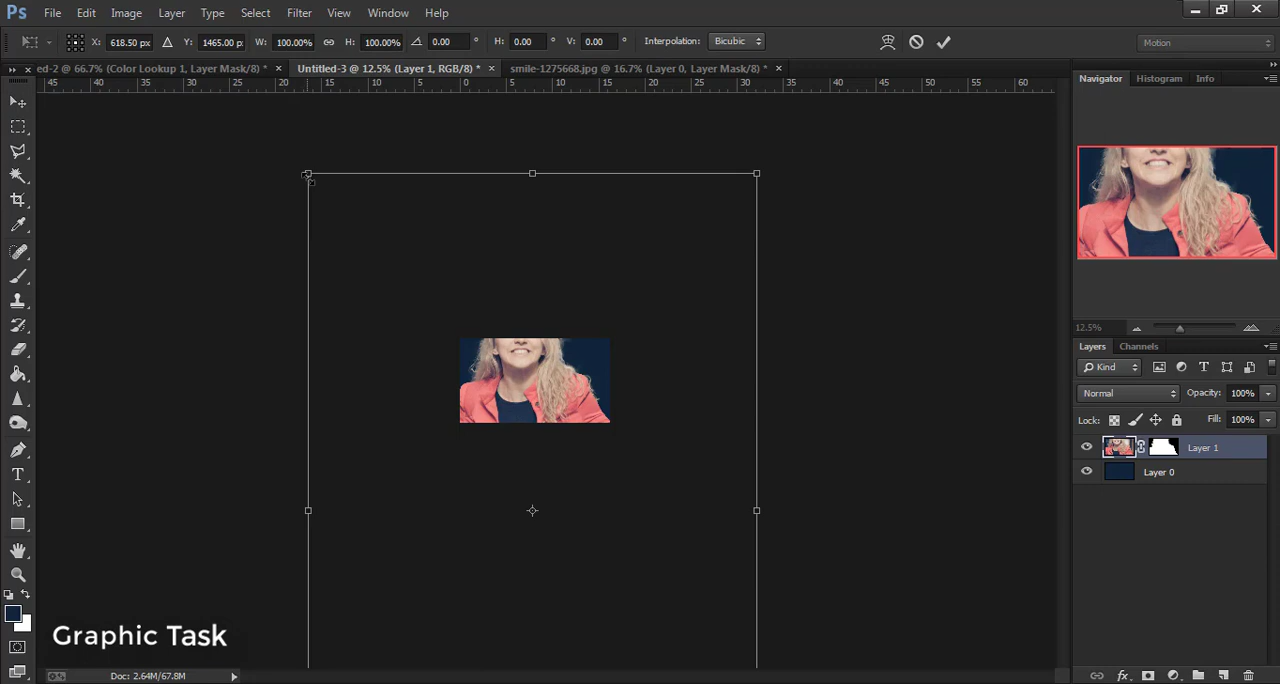 Ps File Edit Image Layer Type Select Filter View Window Help
X: 618.50 px Y: 1465.00 px W: 100.00% H: 100.00% 0.00 ° H: 0.00 ° V: 0.00 ° Interpolation: Bicubic Motion
ed-2 @ 66.7% (Color Lookup 1, Layer Mask/8) * × Untitled-3 @ 12.5% (Layer 1, RGB/8) * × smile-1275668.jpg @ 16.7% (Layer 0, Layer Mask/8) * ×
Navigator Histogram Info
45 40 35 30 25 20 15 10 5 0 5 10 15 20 25 30 35 40 45 50 55 60
12.5%
Layers Channels
Kind
Normal Opacity: 100%
Lock: Fill: 100%
Layer 1
Layer 0
T
Graphic Task
Doc: 2.64M/67.8M
fx